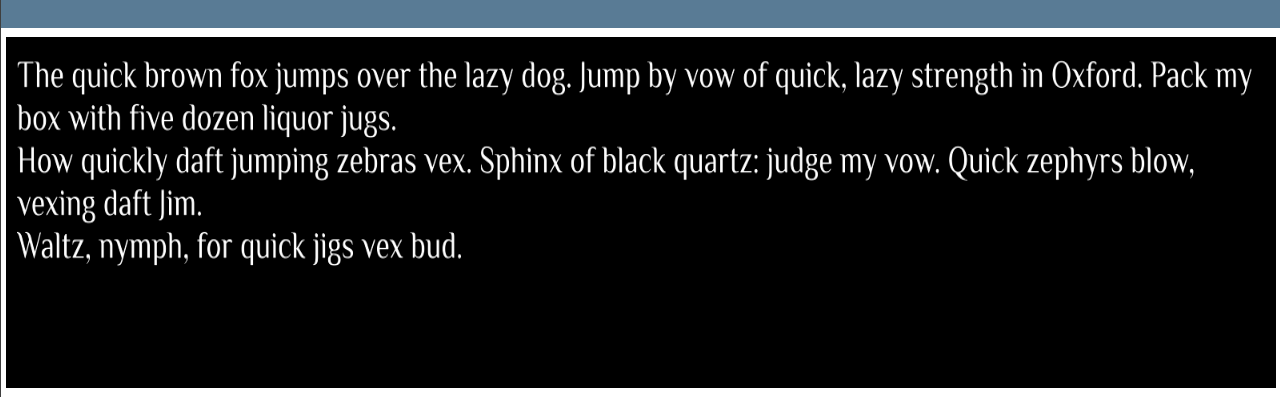 The quick brown fox jumps over the lazy dog. Jump by vow of quick, lazy strength in Oxford. Pack my
box with five dozen liquor jugs.
How quickly daft jumping zebras vex. Sphinx of black quartz: judge my vow. Quick zephyrs blow,
vexing daft Jim.
Waltz, nymph, for quick jigs vex bud.